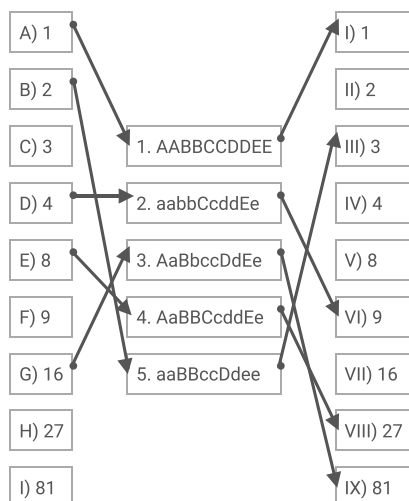 A) 1
B) 2
C) 3
D) 4
E) 8
F) 9
G) 16
H) 27
I) 81
1. AABBCCDDEE
2. aabbCcddEe
3. AaBbccDdEe
4. AaBBCcddEe
5. aaBBccDdee
I) 1
II) 2
III) 3
IV) 4
V) 8
VI) 9
VII) 16
VIII) 27
IX) 81